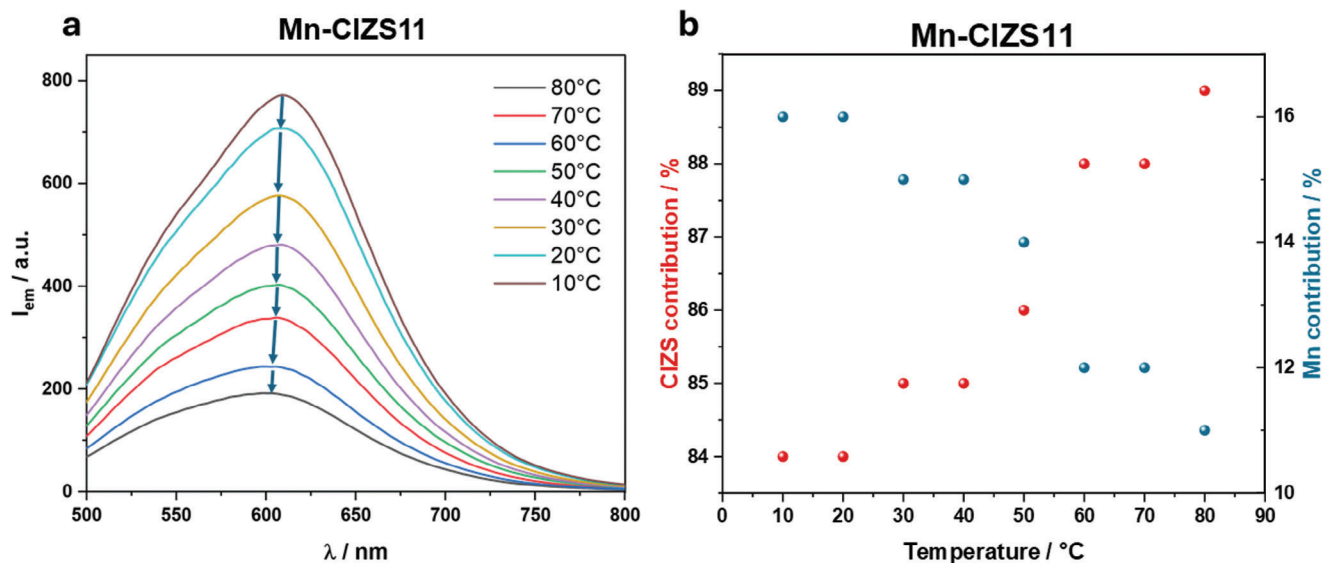 a
Mn-CIZS11
I_em / a.u.
800
600
400
200
0
80°C
70°C
60°C
50°C
40°C
30°C
20°C
10°C
500
550
600
650
700
750
800
λ / nm
b
Mn-CIZS11
CIZS contribution / %
89
88
87
86
85
84
16
14
12
10
Mn contribution / %
0
10
20
30
40
50
60
70
80
90
Temperature / °C